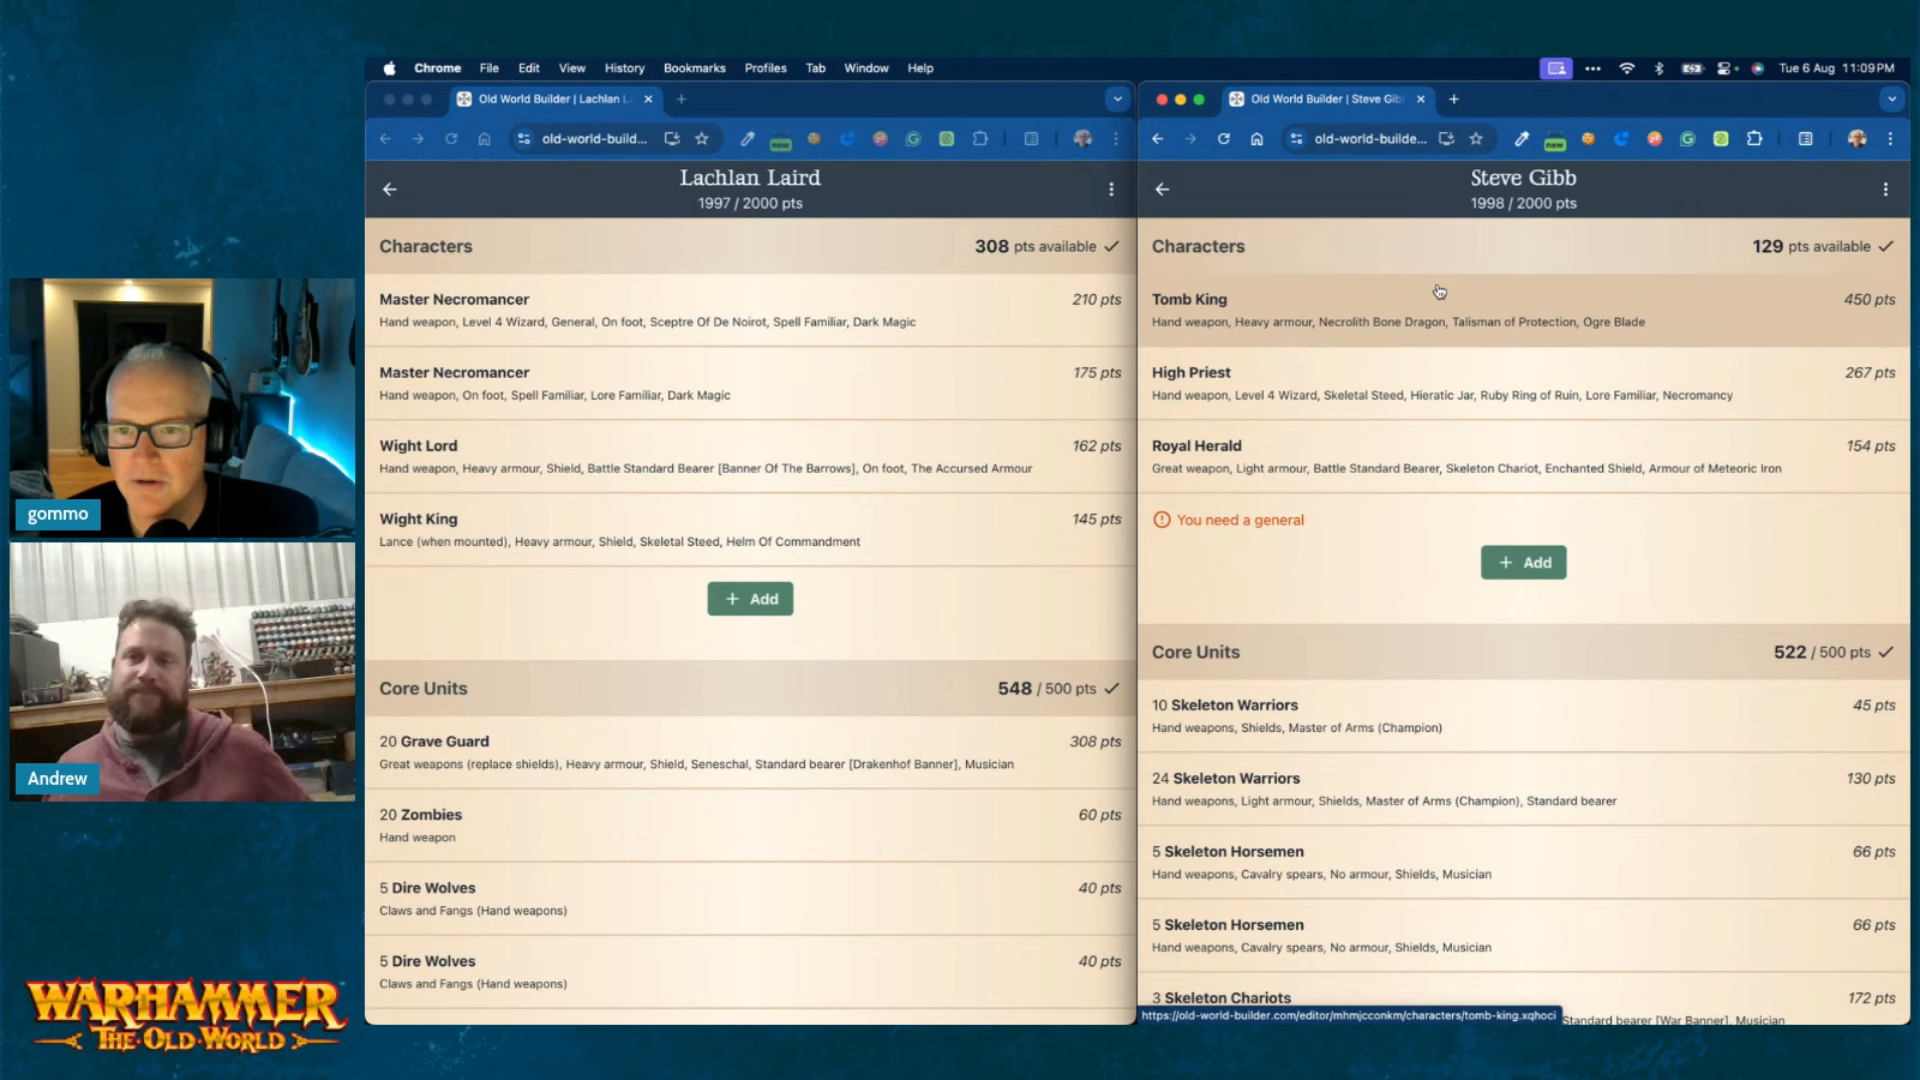 Chrome File Edit View History Bookmarks Profiles Tab Window Help
Tue 6 Aug 11:09 PM
Old World Builder | Lachlan L
old-world-build...
new
Lachlan Laird
1997 / 2000 pts
Characters
308 pts available
Master Necromancer
210 pts
Hand weapon, Level 4 Wizard, General, On foot, Sceptre Of De Noirot, Spell Familiar, Dark Magic
Master Necromancer
175 pts
Hand weapon, On foot, Spell Familiar, Lore Familiar, Dark Magic
Wight Lord
162 pts
Hand weapon, Heavy armour, Shield, Battle Standard Bearer [Banner Of The Barrows], On foot, The Accursed Armour
Wight King
145 pts
Lance (when mounted), Heavy armour, Shield, Skeletal Steed, Helm Of Commandment
+ Add
Core Units
548 / 500 pts
20 Grave Guard
308 pts
Great weapons (replace shields), Heavy armour, Shield, Seneschal, Standard bearer [Drakenhof Banner], Musician
20 Zombies
60 pts
Hand weapon
5 Dire Wolves
40 pts
Claws and Fangs (Hand weapons)
5 Dire Wolves
40 pts
Claws and Fangs (Hand weapons)
Old World Builder | Steve Gib
old-world-builde...
new
Steve Gibb
1998 / 2000 pts
Characters
129 pts available
Tomb King
450 pts
Hand weapon, Heavy armour, Necrolith Bone Dragon, Talisman of Protection, Ogre Blade
High Priest
267 pts
Hand weapon, Level 4 Wizard, Skeletal Steed, Hieratic Jar, Ruby Ring of Ruin, Lore Familiar, Necromancy
Royal Herald
154 pts
Great weapon, Light armour, Battle Standard Bearer, Skeleton Chariot, Enchanted Shield, Armour of Meteoric Iron
You need a general
+ Add
Core Units
522 / 500 pts
10 Skeleton Warriors
45 pts
Hand weapons, Shields, Master of Arms (Champion)
24 Skeleton Warriors
130 pts
Hand weapons, Light armour, Shields, Master of Arms (Champion), Standard bearer
5 Skeleton Horsemen
66 pts
Hand weapons, Cavalry spears, No armour, Shields, Musician
5 Skeleton Horsemen
66 pts
Hand weapons, Cavalry spears, No armour, Shields, Musician
3 Skeleton Chariots
172 pts
https://old-world-builder.com/editor/mhmjcconkm/characters/tomb-king.xqhoci
Standard bearer [War Banner], Musician
gommo
Andrew
WARHAMMER
THE OLD WORLD